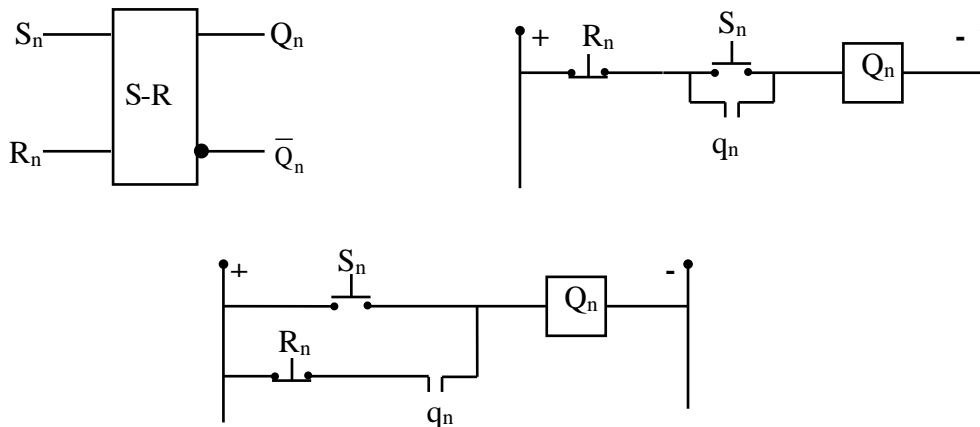 Sₙ
Qₙ
S-R
Rₙ
Q̅ₙ
+
Rₙ
Sₙ
Qₙ
-
qₙ
+
Sₙ
Qₙ
-
Rₙ
qₙ